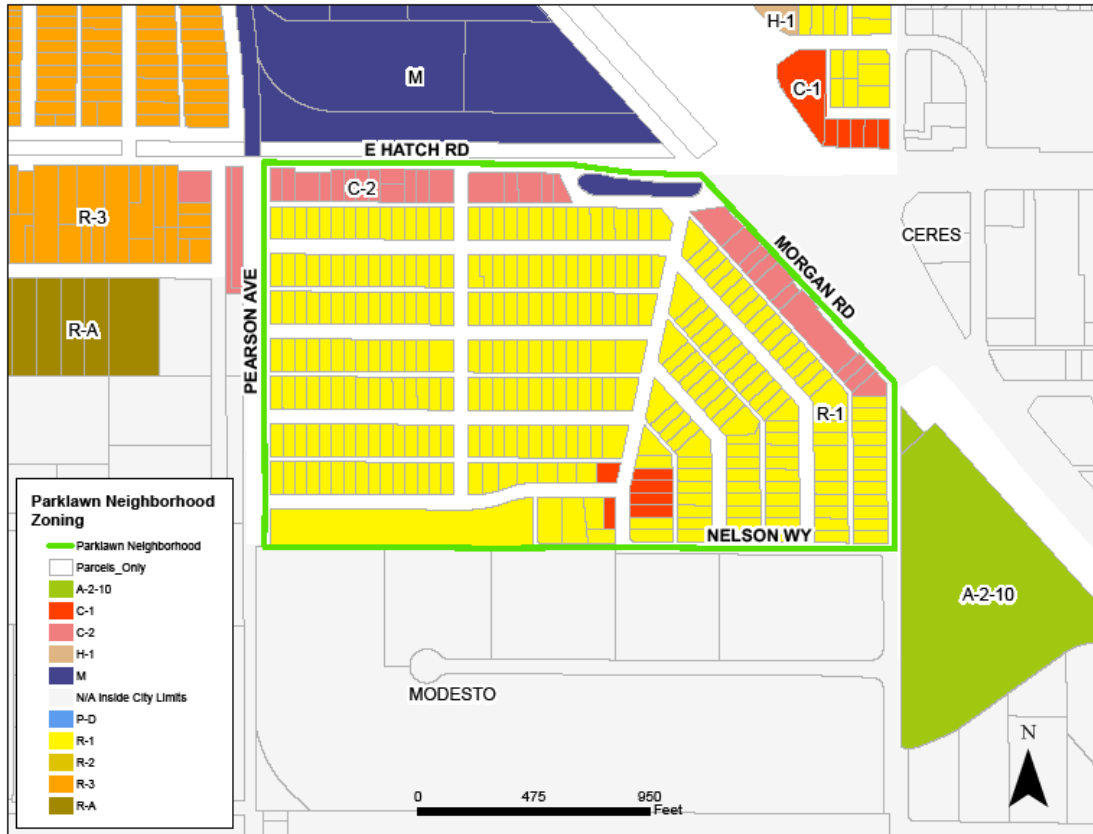 H-1
M
C-1
E HATCH RD
C-2
R-3
CERES
MORGAN RD
R-A
PEARSON AVE
R-1
Parklawn Neighborhood
Zoning
Parklawn Neighborhood
Parcels_Only
A-2-10
C-1
C-2
H-1
M
N/A Inside City Limits
P-D
R-1
R-2
R-3
R-A
NELSON WY
A-2-10
MODESTO
N
0 475 950
Feet